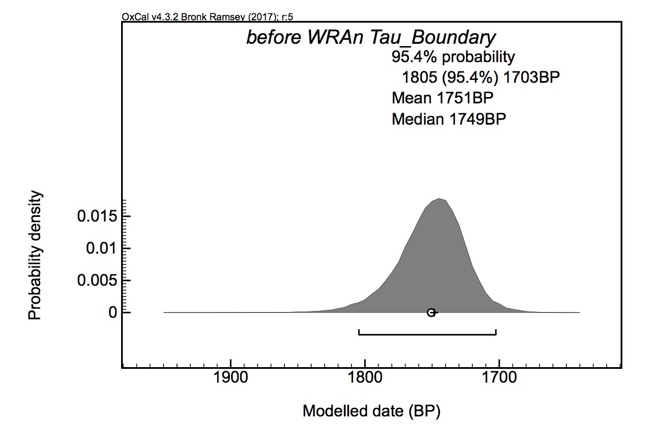 OxCal v4.3.2 Bronk Ramsey (2017); r:5
before WRAn Tau_Boundary
95.4% probability
1805 (95.4%) 1703BP
Mean 1751BP
Median 1749BP
Probability density
0.015
0.01
0.005
0
1900 1800 1700
Modelled date (BP)